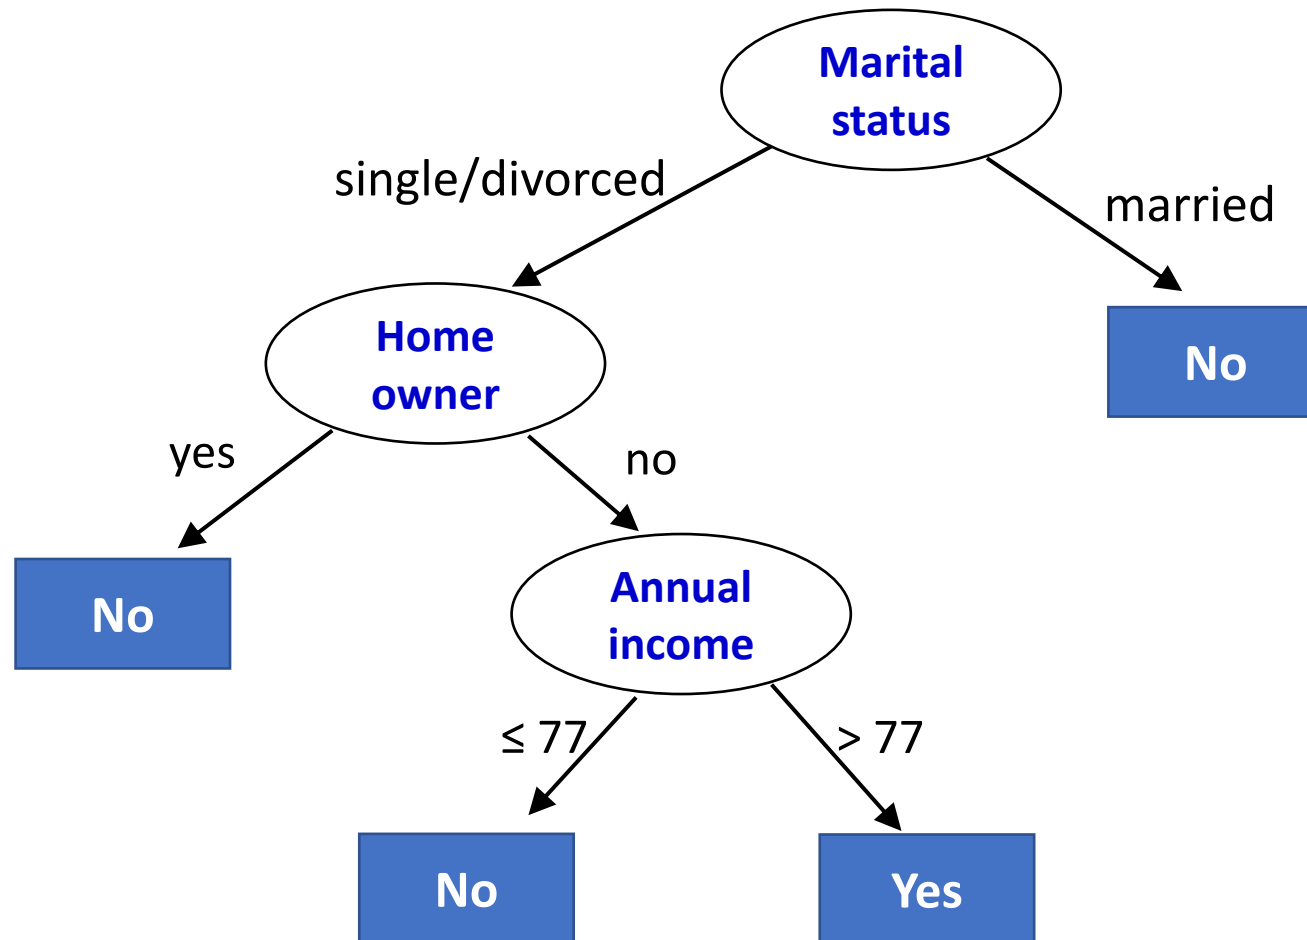 Marital
status
single/divorced
married
Home
owner
No
yes
no
Annual
income
No
≤ 77
> 77
No
Yes